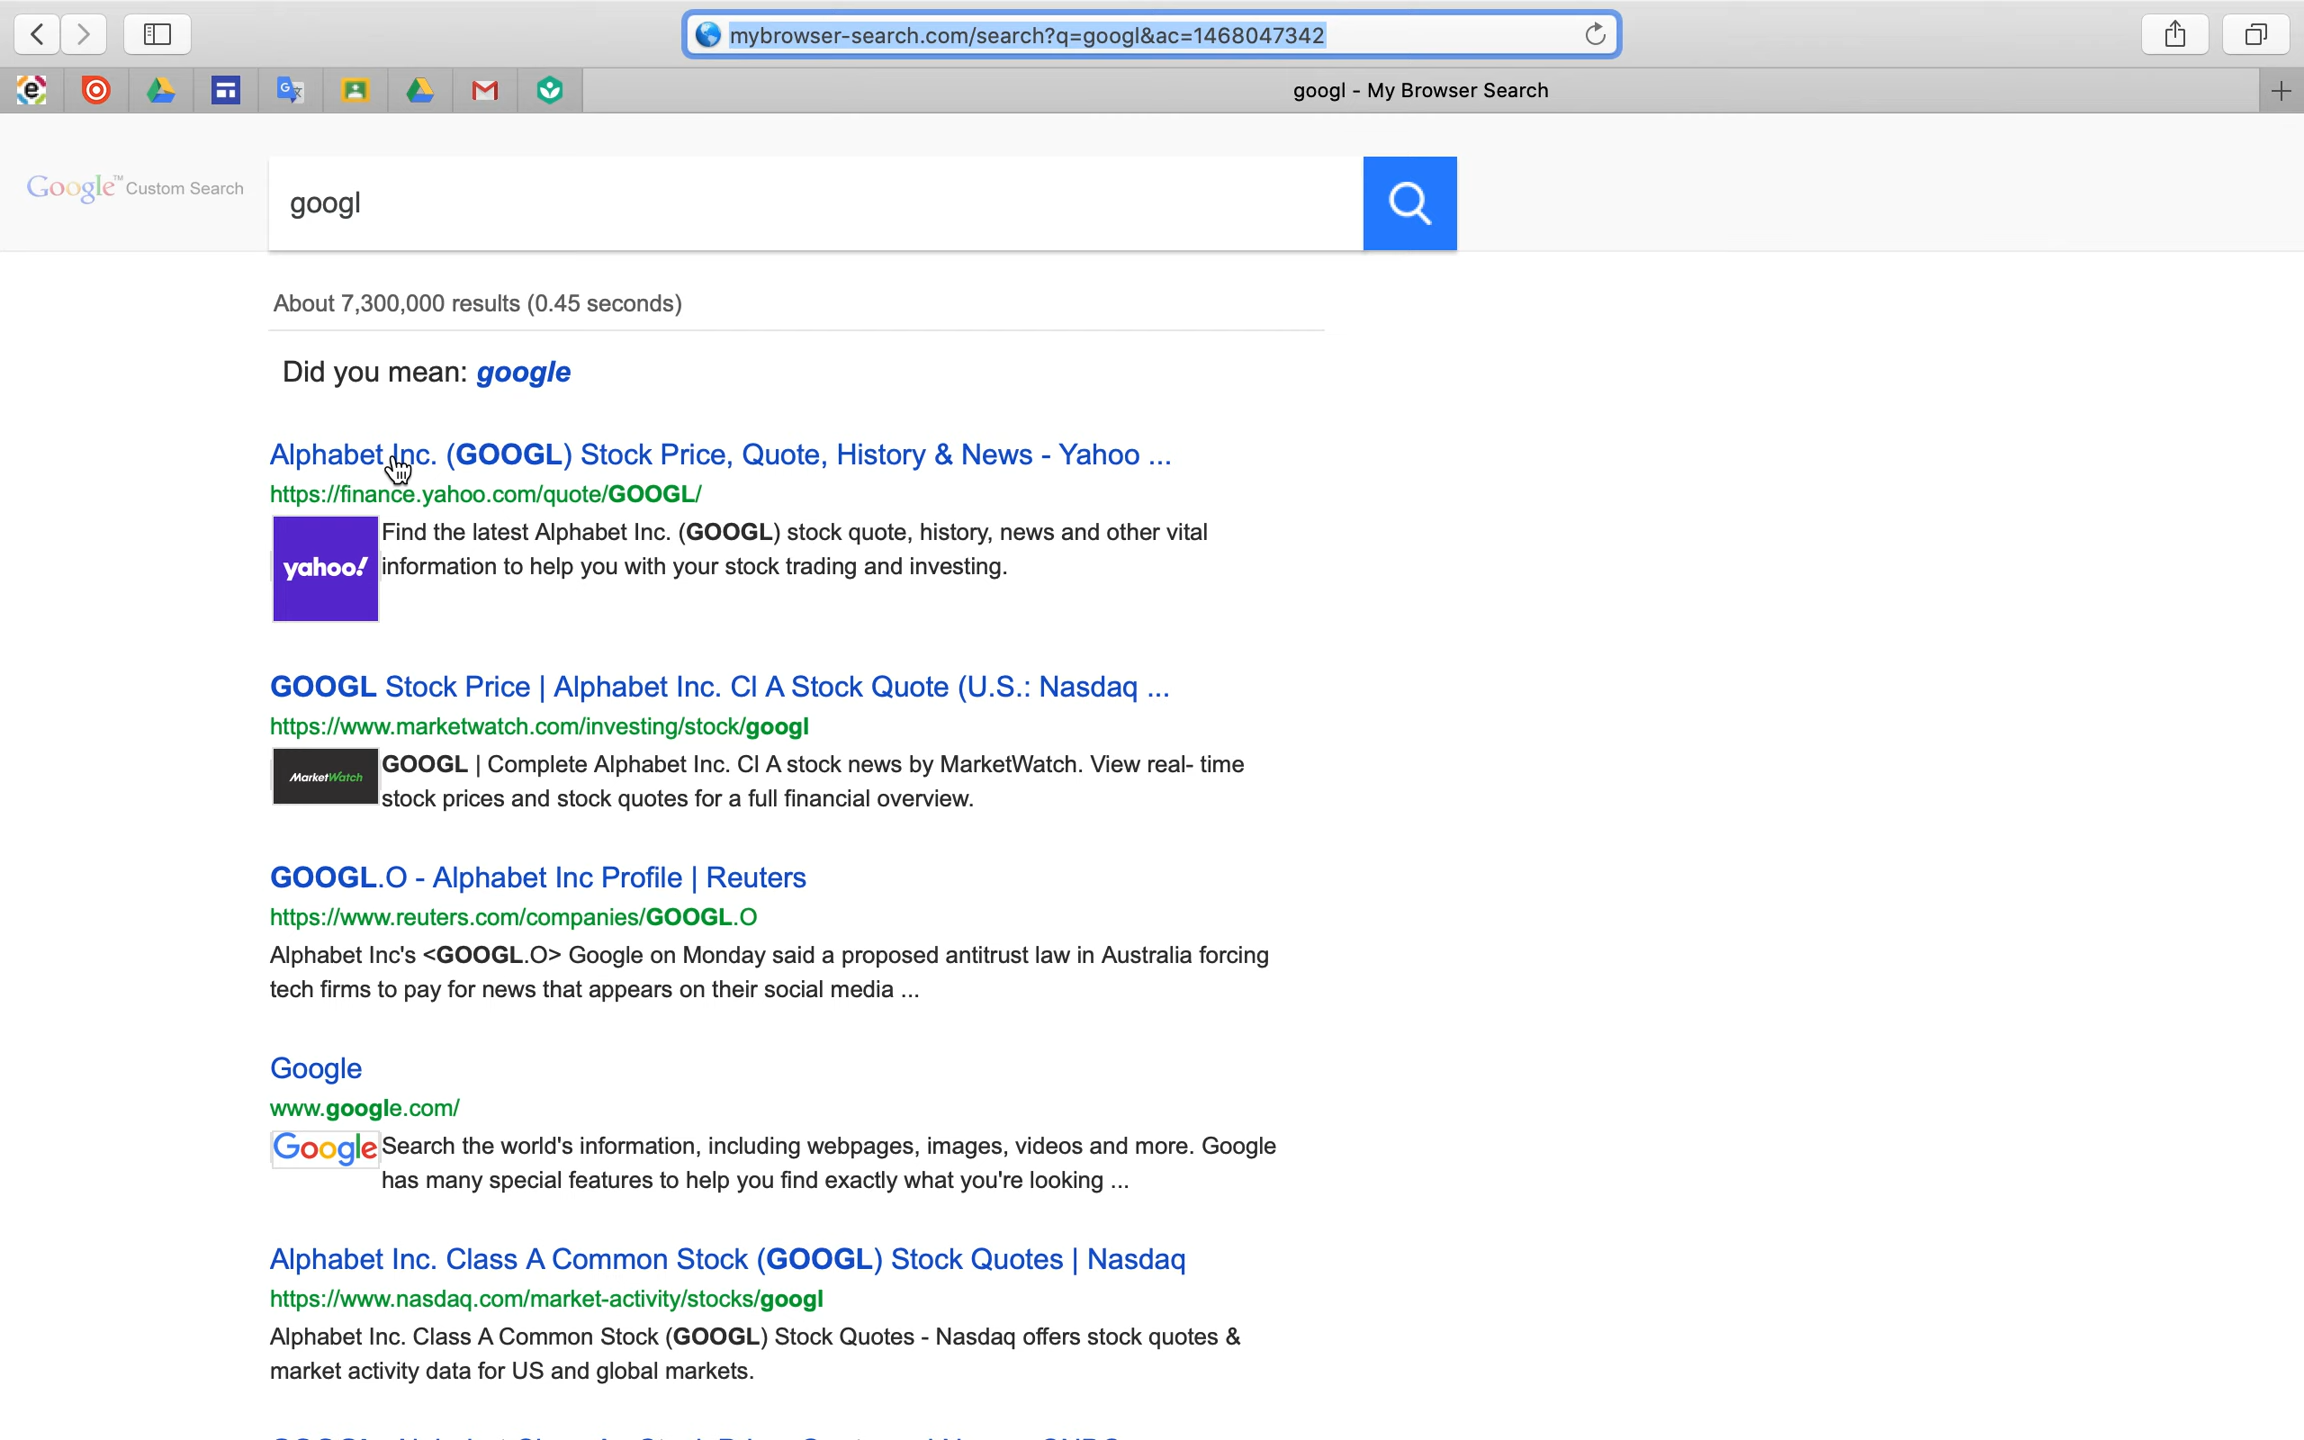 mybrowser-search.com/search?q=googl&ac=1468047342
googl - My Browser Search
Google™ Custom Search
googl
About 7,300,000 results (0.45 seconds)
Did you mean: google
Alphabet Inc. (GOOGL) Stock Price, Quote, History & News - Yahoo ...
https://finance.yahoo.com/quote/GOOGL/
yahoo!
Find the latest Alphabet Inc. (GOOGL) stock quote, history, news and other vital
information to help you with your stock trading and investing.
GOOGL Stock Price | Alphabet Inc. Cl A Stock Quote (U.S.: Nasdaq ...
https://www.marketwatch.com/investing/stock/googl
MarketWatch
GOOGL | Complete Alphabet Inc. Cl A stock news by MarketWatch. View real- time
stock prices and stock quotes for a full financial overview.
GOOGL.O - Alphabet Inc Profile | Reuters
https://www.reuters.com/companies/GOOGL.O
Alphabet Inc's <GOOGL.O> Google on Monday said a proposed antitrust law in Australia forcing
tech firms to pay for news that appears on their social media ...
Google
www.google.com/
Google
Search the world's information, including webpages, images, videos and more. Google
has many special features to help you find exactly what you're looking ...
Alphabet Inc. Class A Common Stock (GOOGL) Stock Quotes | Nasdaq
https://www.nasdaq.com/market-activity/stocks/googl
Alphabet Inc. Class A Common Stock (GOOGL) Stock Quotes - Nasdaq offers stock quotes &
market activity data for US and global markets.